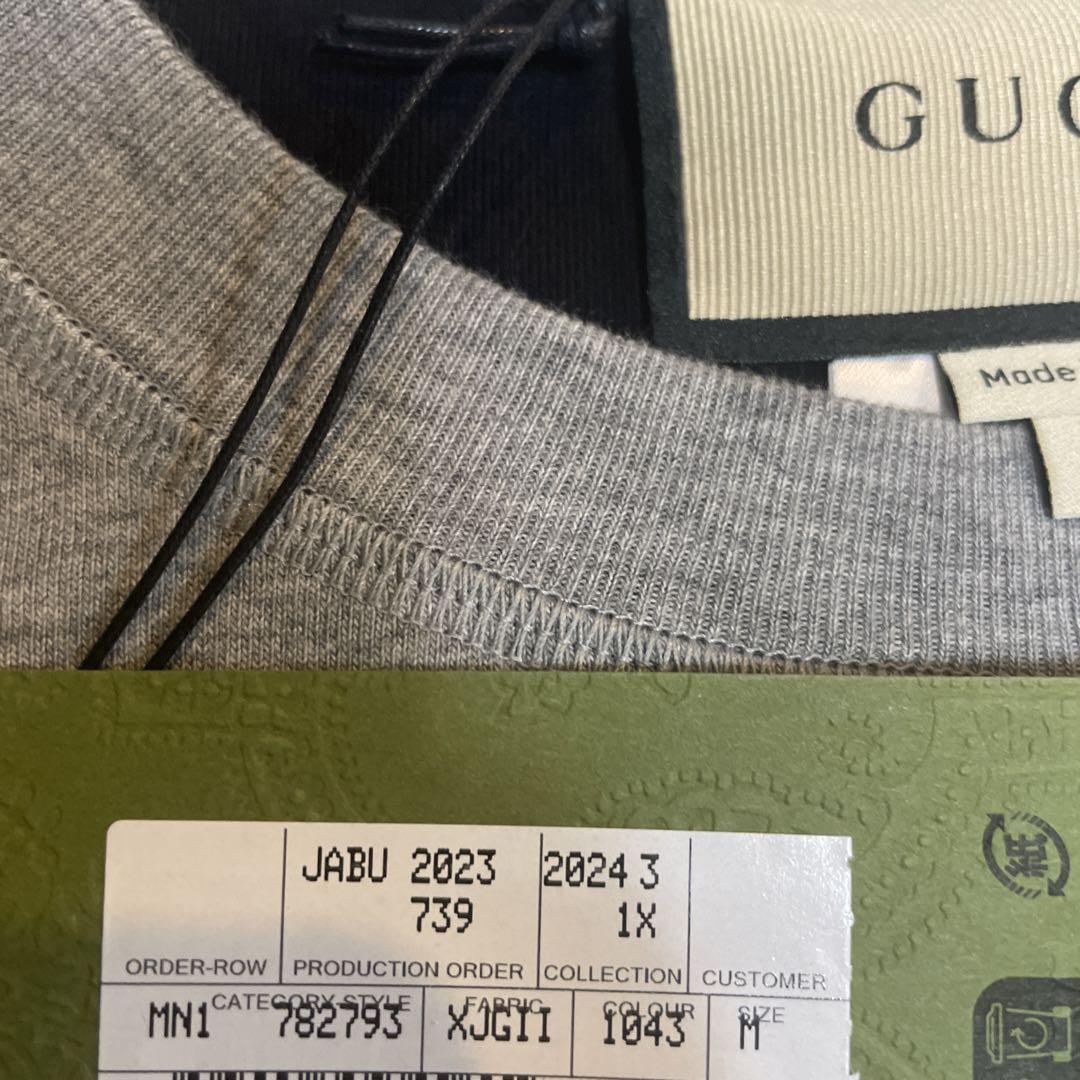 GUC
Made
紙
JABU 2023 2024 3
739 1X
ORDER-ROW PRODUCTION ORDER COLLECTION CUSTOMER
CATEGORY-STYLE FABRIC COLOUR SIZE
MN1 782793 XJGII 1043 M